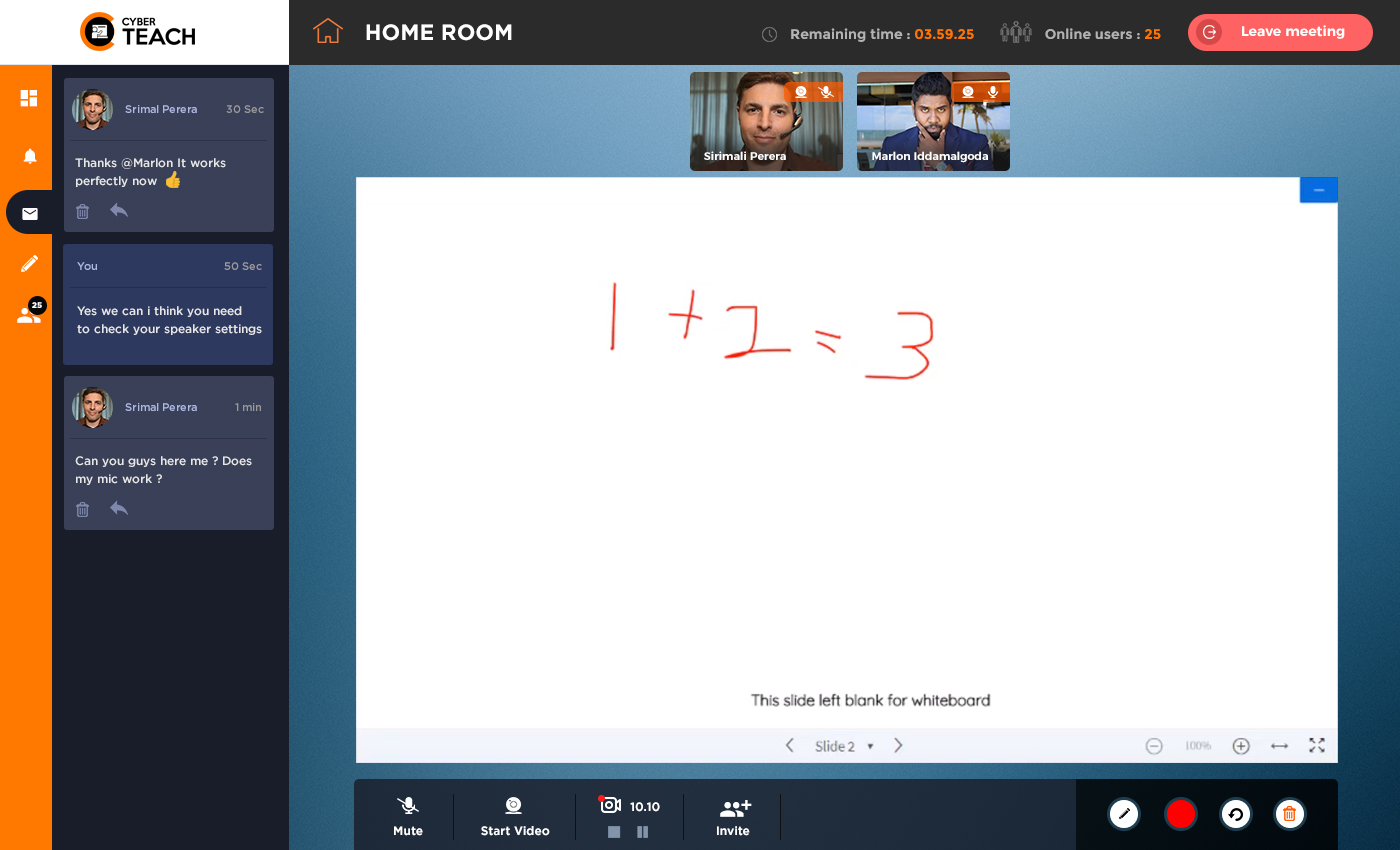 CYBER
TEACH
HOME ROOM
Remaining time : 03.59.25
Online users : 25
Leave meeting
Srimal Perera
30 Sec
Thanks @Marlon It works
perfectly now 👍
You
50 Sec
Yes we can i think you need
to check your speaker settings
25
Srimal Perera
1 min
Can you guys here me ? Does
my mic work ?
Sirimali Perera
Marlon Iddamalgoda
1 + 2 = 3
This slide left blank for whiteboard
Slide 2
100%
Mute
Start Video
10.10
Invite